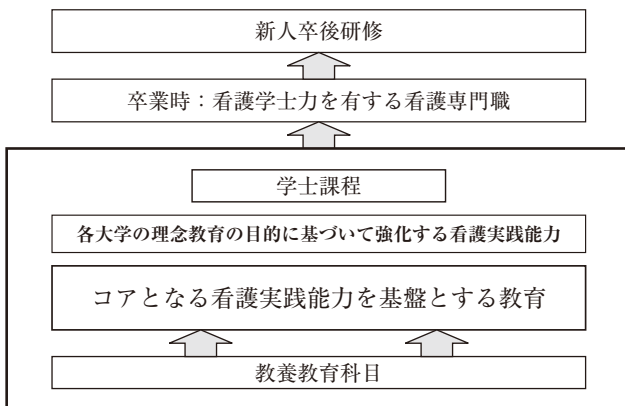 新人卒後研修
卒業時：看護学士力を有する看護専門職
学士課程
各大学の理念教育の目的に基づいて強化する看護実践能力
コアとなる看護実践能力を基盤とする教育
教養教育科目